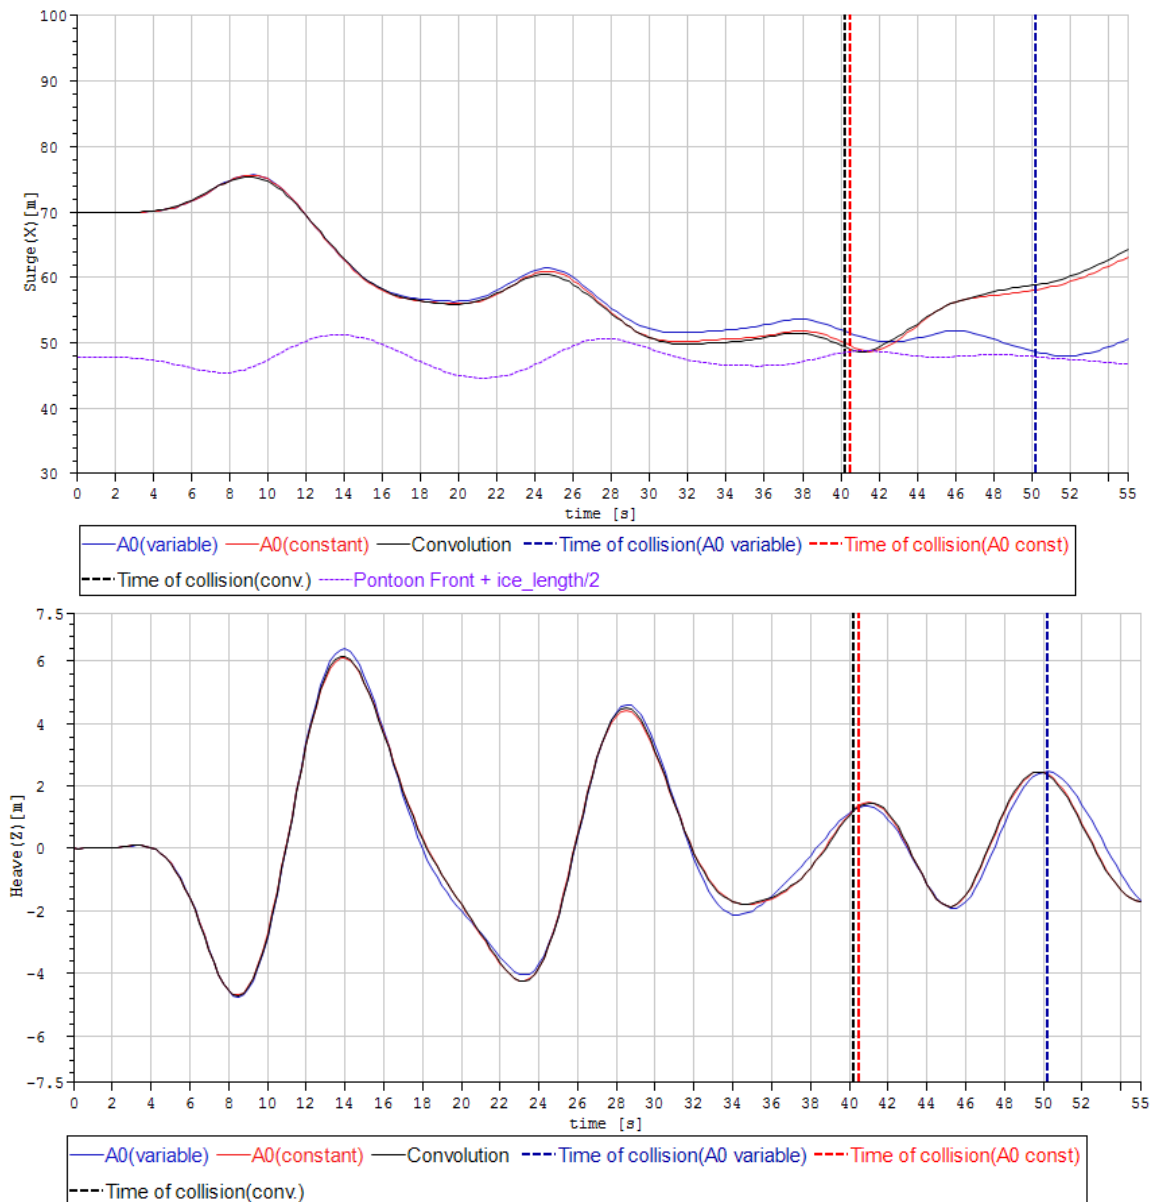 100
90
80
70
60
50
40
30
Surge(X)[m]
0 2 4 6 8 10 12 14 16 18 20 22 24 26 28 30 32 34 36 38 40 42 44 46 48 50 52 55
time [s]
A0(variable) A0(constant) Convolution Time of collision(A0 variable) Time of collision(A0 const)
Time of collision(conv.) Pontoon Front + ice_length/2
7.5
6
4
2
0
-2
-4
-6
-7.5
Heave(Z)[m]
0 2 4 6 8 10 12 14 16 18 20 22 24 26 28 30 32 34 36 38 40 42 44 46 48 50 52 55
time [s]
A0(variable) A0(constant) Convolution Time of collision(A0 variable) Time of collision(A0 const)
Time of collision(conv.)